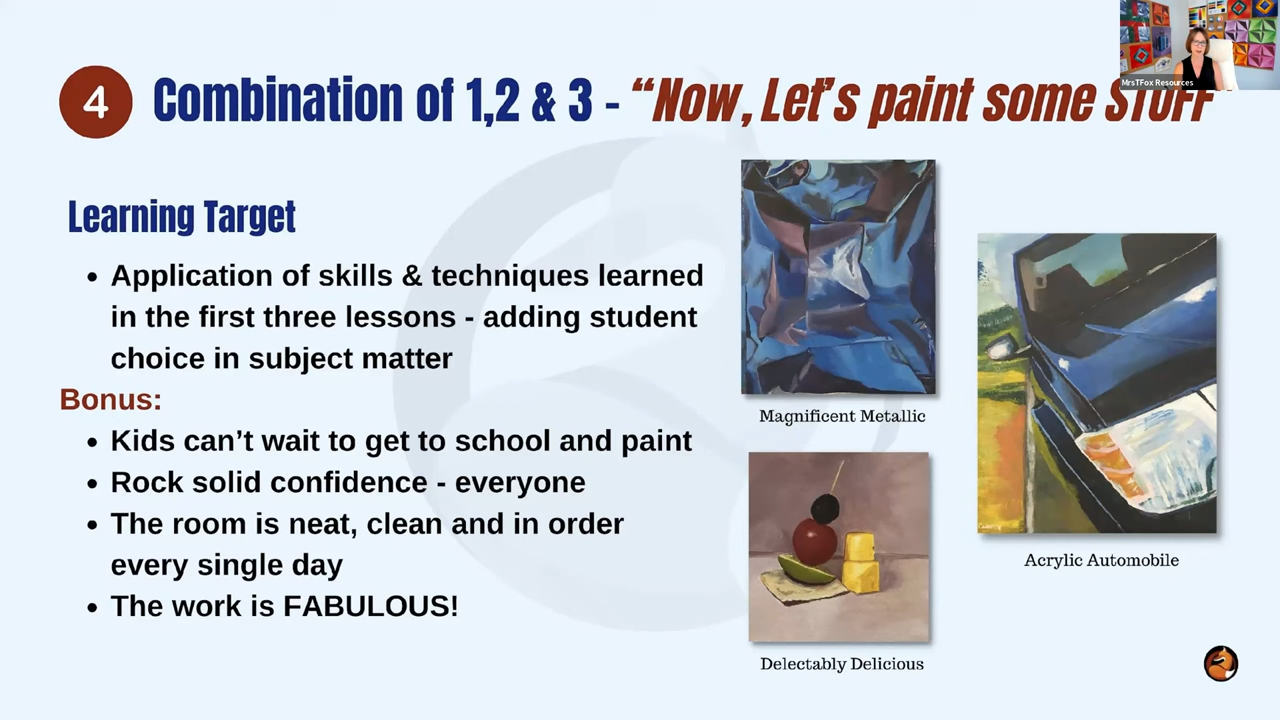 MrsTFox Resources
4
Combination of 1,2 & 3 - “Now, Let’s paint some STUFF
Learning Target
• Application of skills & techniques learned
in the first three lessons - adding student
choice in subject matter
Bonus:
• Kids can’t wait to get to school and paint
• Rock solid confidence - everyone
• The room is neat, clean and in order
every single day
• The work is FABULOUS!
Magnificent Metallic
Acrylic Automobile
Delectably Delicious